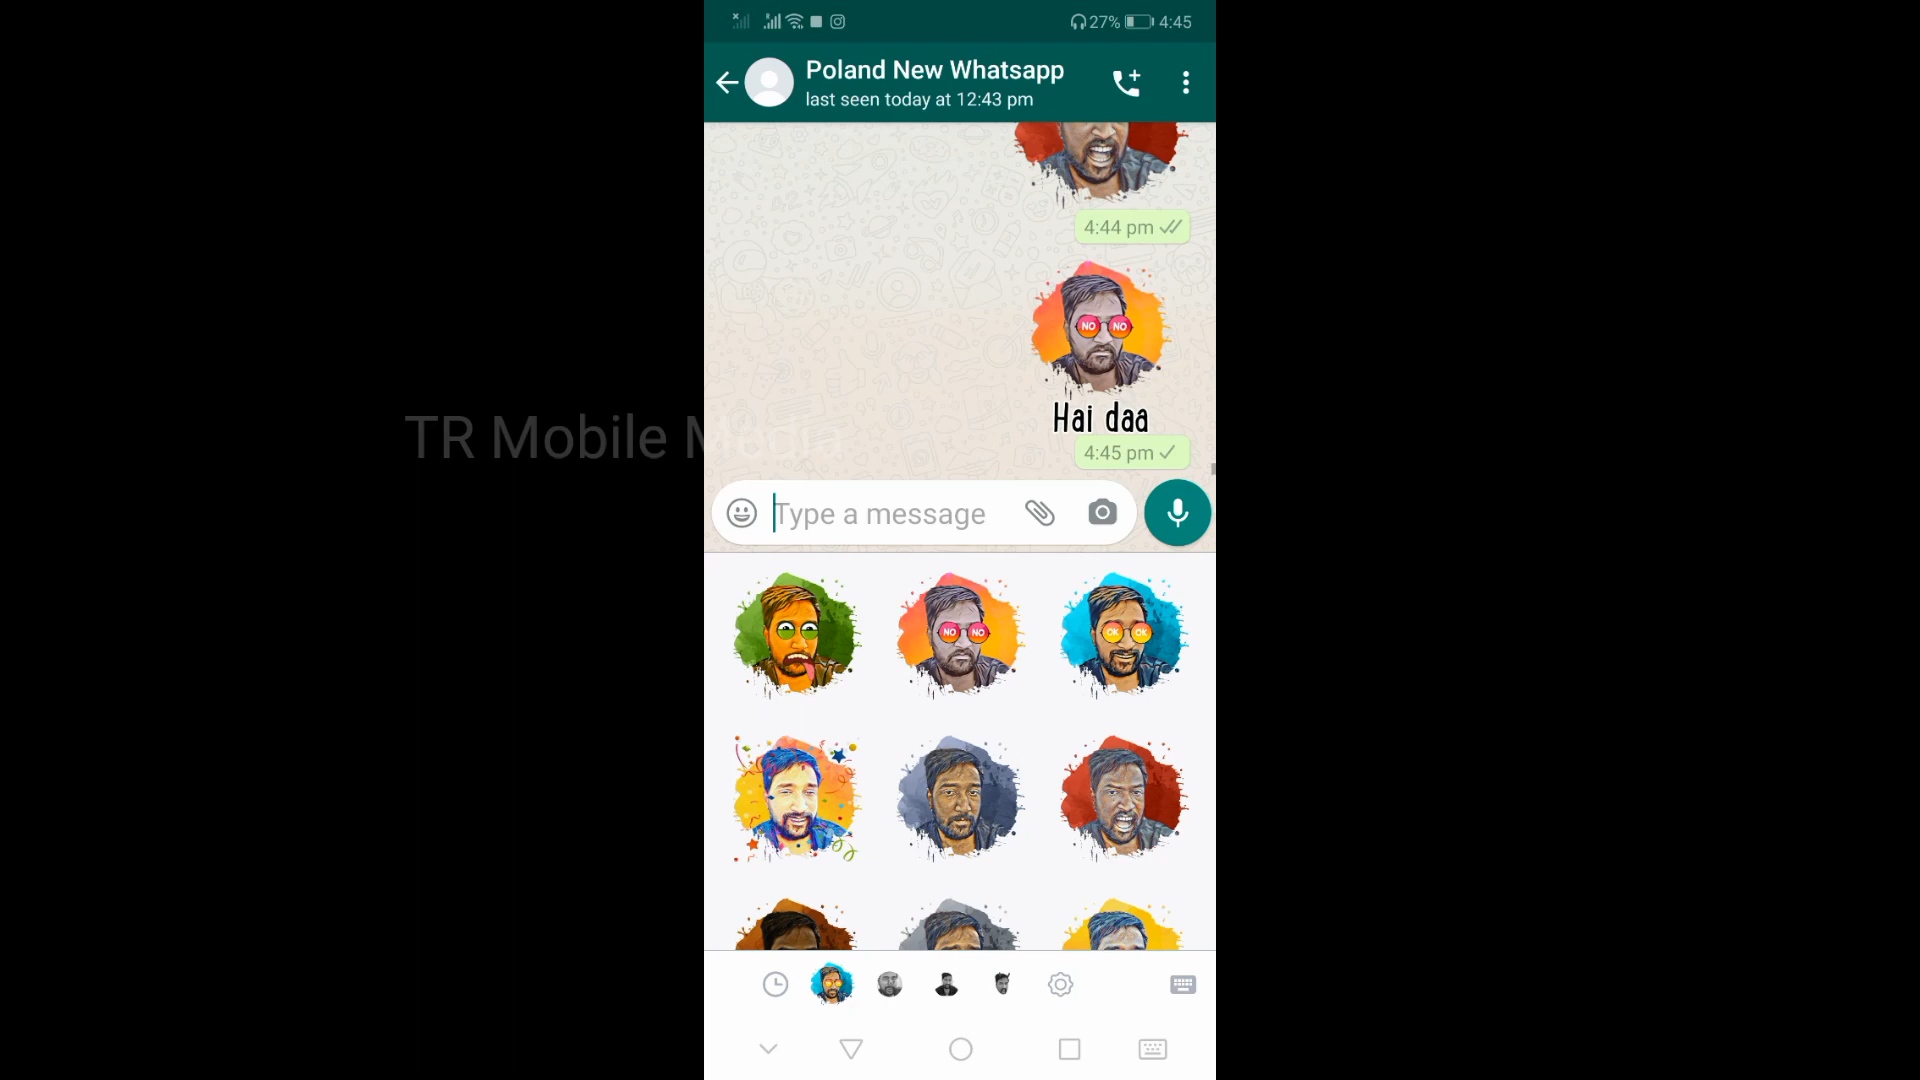 27% 4:45
Poland New Whatsapp
last seen today at 12:43 pm
4:44 pm
NO NO
Hai daa
4:45 pm
TR Mobile Media
Type a message
NO NO
OK OK